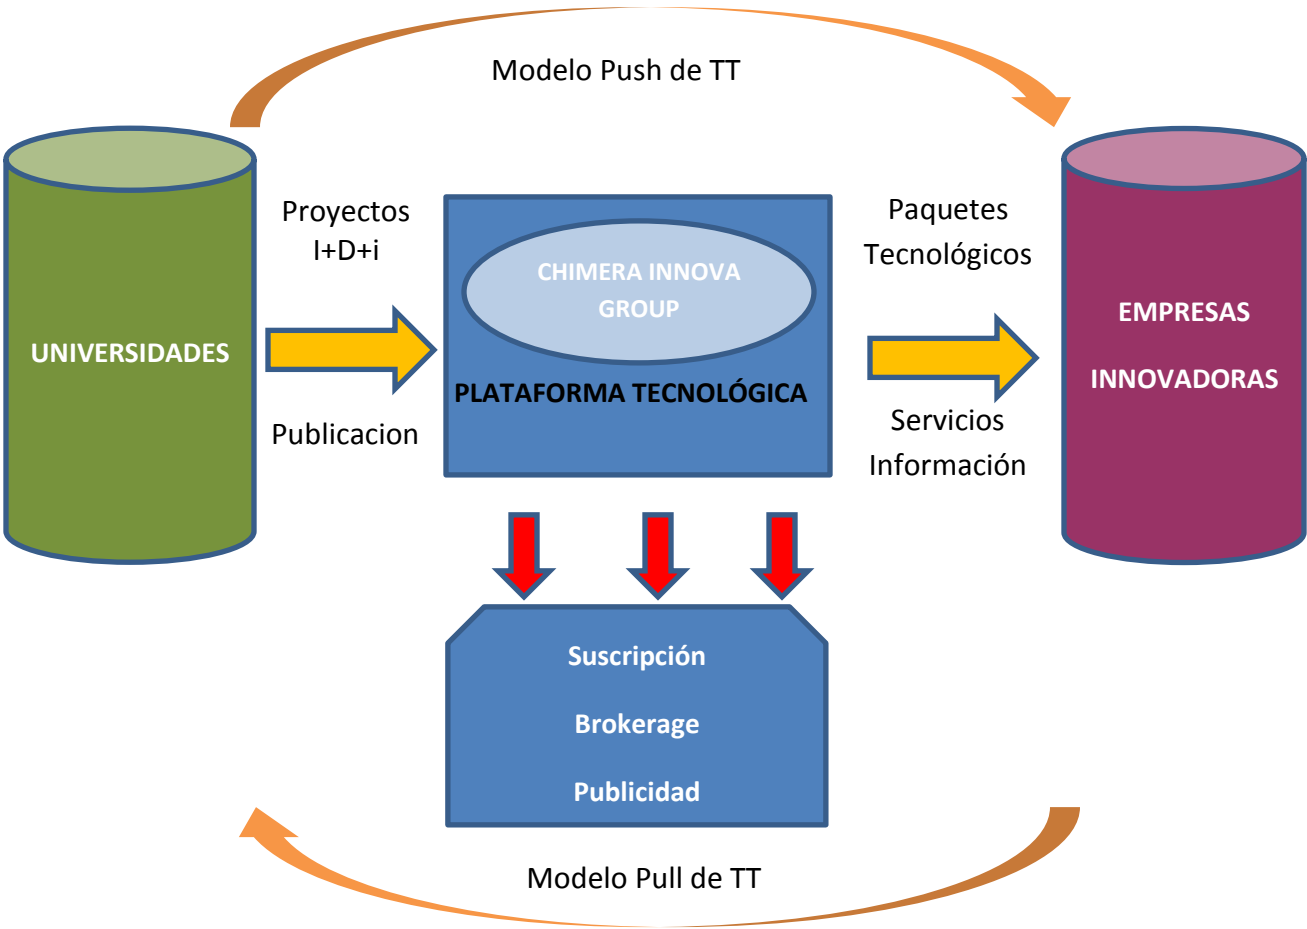 Modelo Push de TT
UNIVERSIDADES
Proyectos
I+D+i
Publicacion
CHIMERA INNOVA
GROUP
PLATAFORMA TECNOLÓGICA
Paquetes
Tecnológicos
Servicios
Información
EMPRESAS
INNOVADORAS
Suscripción
Brokerage
Publicidad
Modelo Pull de TT